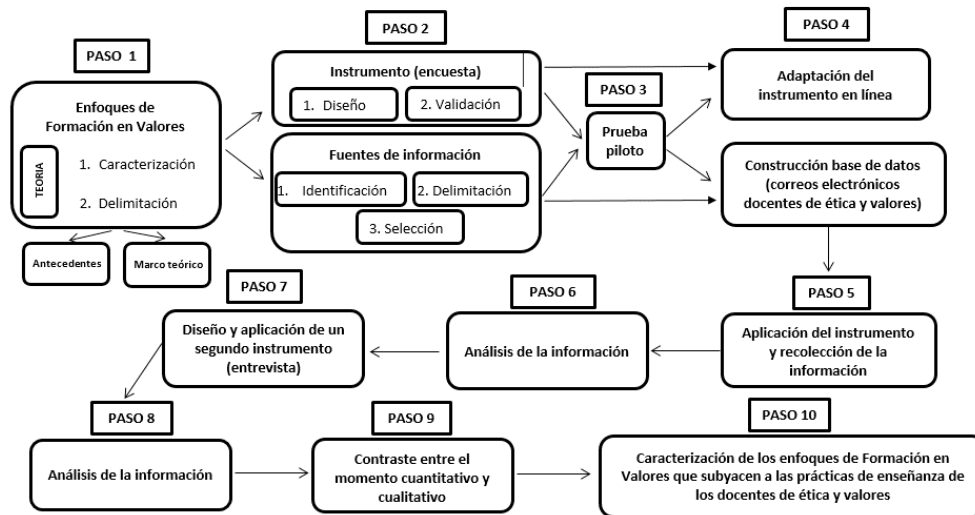 PASO 1
Enfoques de
Formación en Valores
TEORIA
1. Caracterización
2. Delimitación
Antecedentes
Marco teórico
PASO 2
Instrumento (encuesta)
1. Diseño
2. Validación
Fuentes de información
1. Identificación
2. Delimitación
3. Selección
PASO 3
Prueba
piloto
PASO 4
Adaptación del
instrumento en línea
Construcción base de datos
(correos electrónicos
docentes de ética y valores)
PASO 5
Aplicación del instrumento
y recolección de la
información
PASO 6
Análisis de la información
PASO 7
Diseño y aplicación de un
segundo instrumento
(entrevista)
PASO 8
Análisis de la información
PASO 9
Contraste entre el
momento cuantitativo y
cualitativo
PASO 10
Caracterización de los enfoques de Formación en
Valores que subyacen a las prácticas de enseñanza de
los docentes de ética y valores